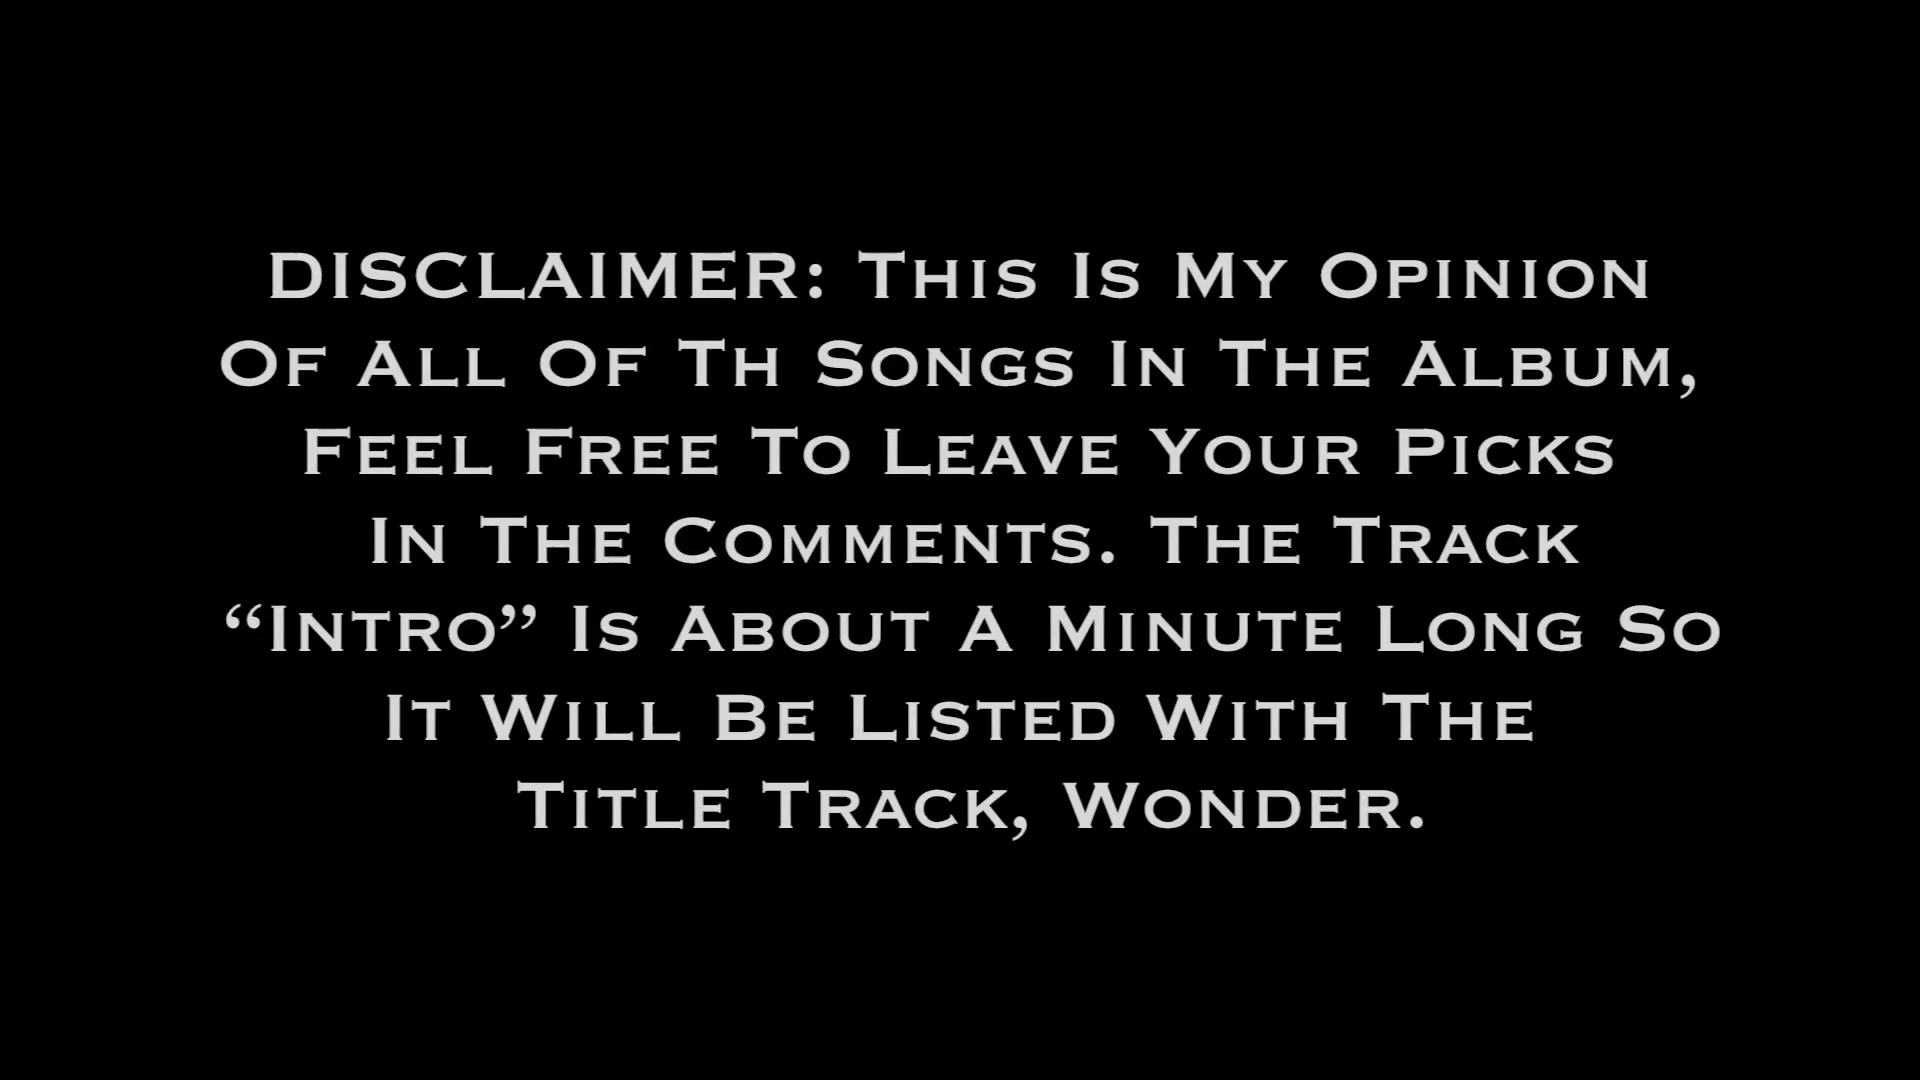 DISCLAIMER: This Is My Opinion
Of All Of Th Songs In The Album,
Feel Free To Leave Your Picks
In The Comments. The Track
“Intro” Is About A Minute Long So
It Will Be Listed With The
Title Track, Wonder.